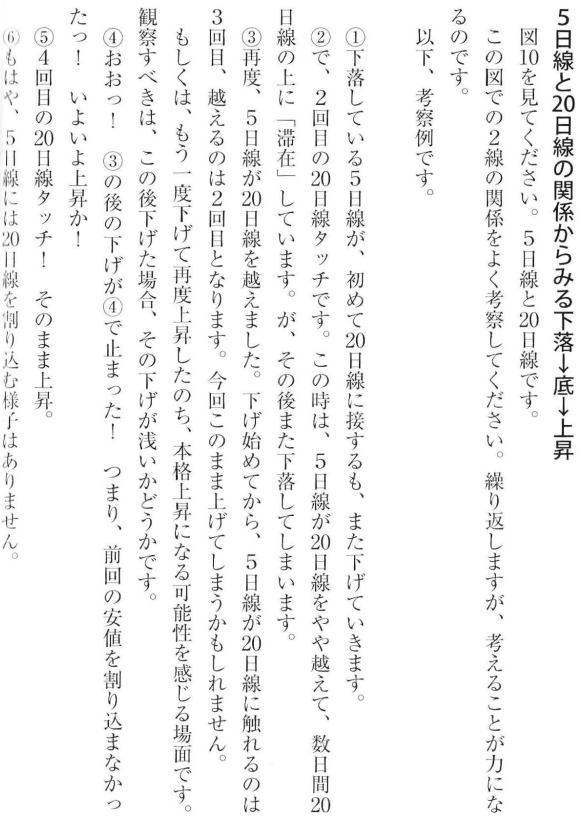 5日線と20日線の関係からみる下落→底→上昇
図10を見てください。5日線と20日線です。
この図での2線の関係をよく考察してください。繰り返しますが、考えることが力にな
るのです。
以下、考察例です。
①下落している5日線が、初めて20日線に接するも、また下げていきます。
②で、2回目の20日線タッチです。この時は、5日線が20日線をやや越えて、数日間20
日線の上に「滞在」しています。が、その後また下落してしまいます。
③再度、5日線が20日線を越えました。下げ始めてから、5日線が20日線に触れるのは
3回目、越えるのは2回目となります。今回このまま上げてしまうかもしれません。
もしくは、もう一度下げて再度上昇したのち、本格上昇になる可能性を感じる場面です。
観察すべきは、この後下げた場合、その下げが浅いかどうかです。
④おおっ！　③の後の下げが④で止まった！　つまり、前回の安値を割り込まなかっ
たっ！　いよいよ上昇か！
⑤4回目の20日線タッチ！　そのまま上昇。
⑥もはや、5日線には20日線を割り込む様子はありません。